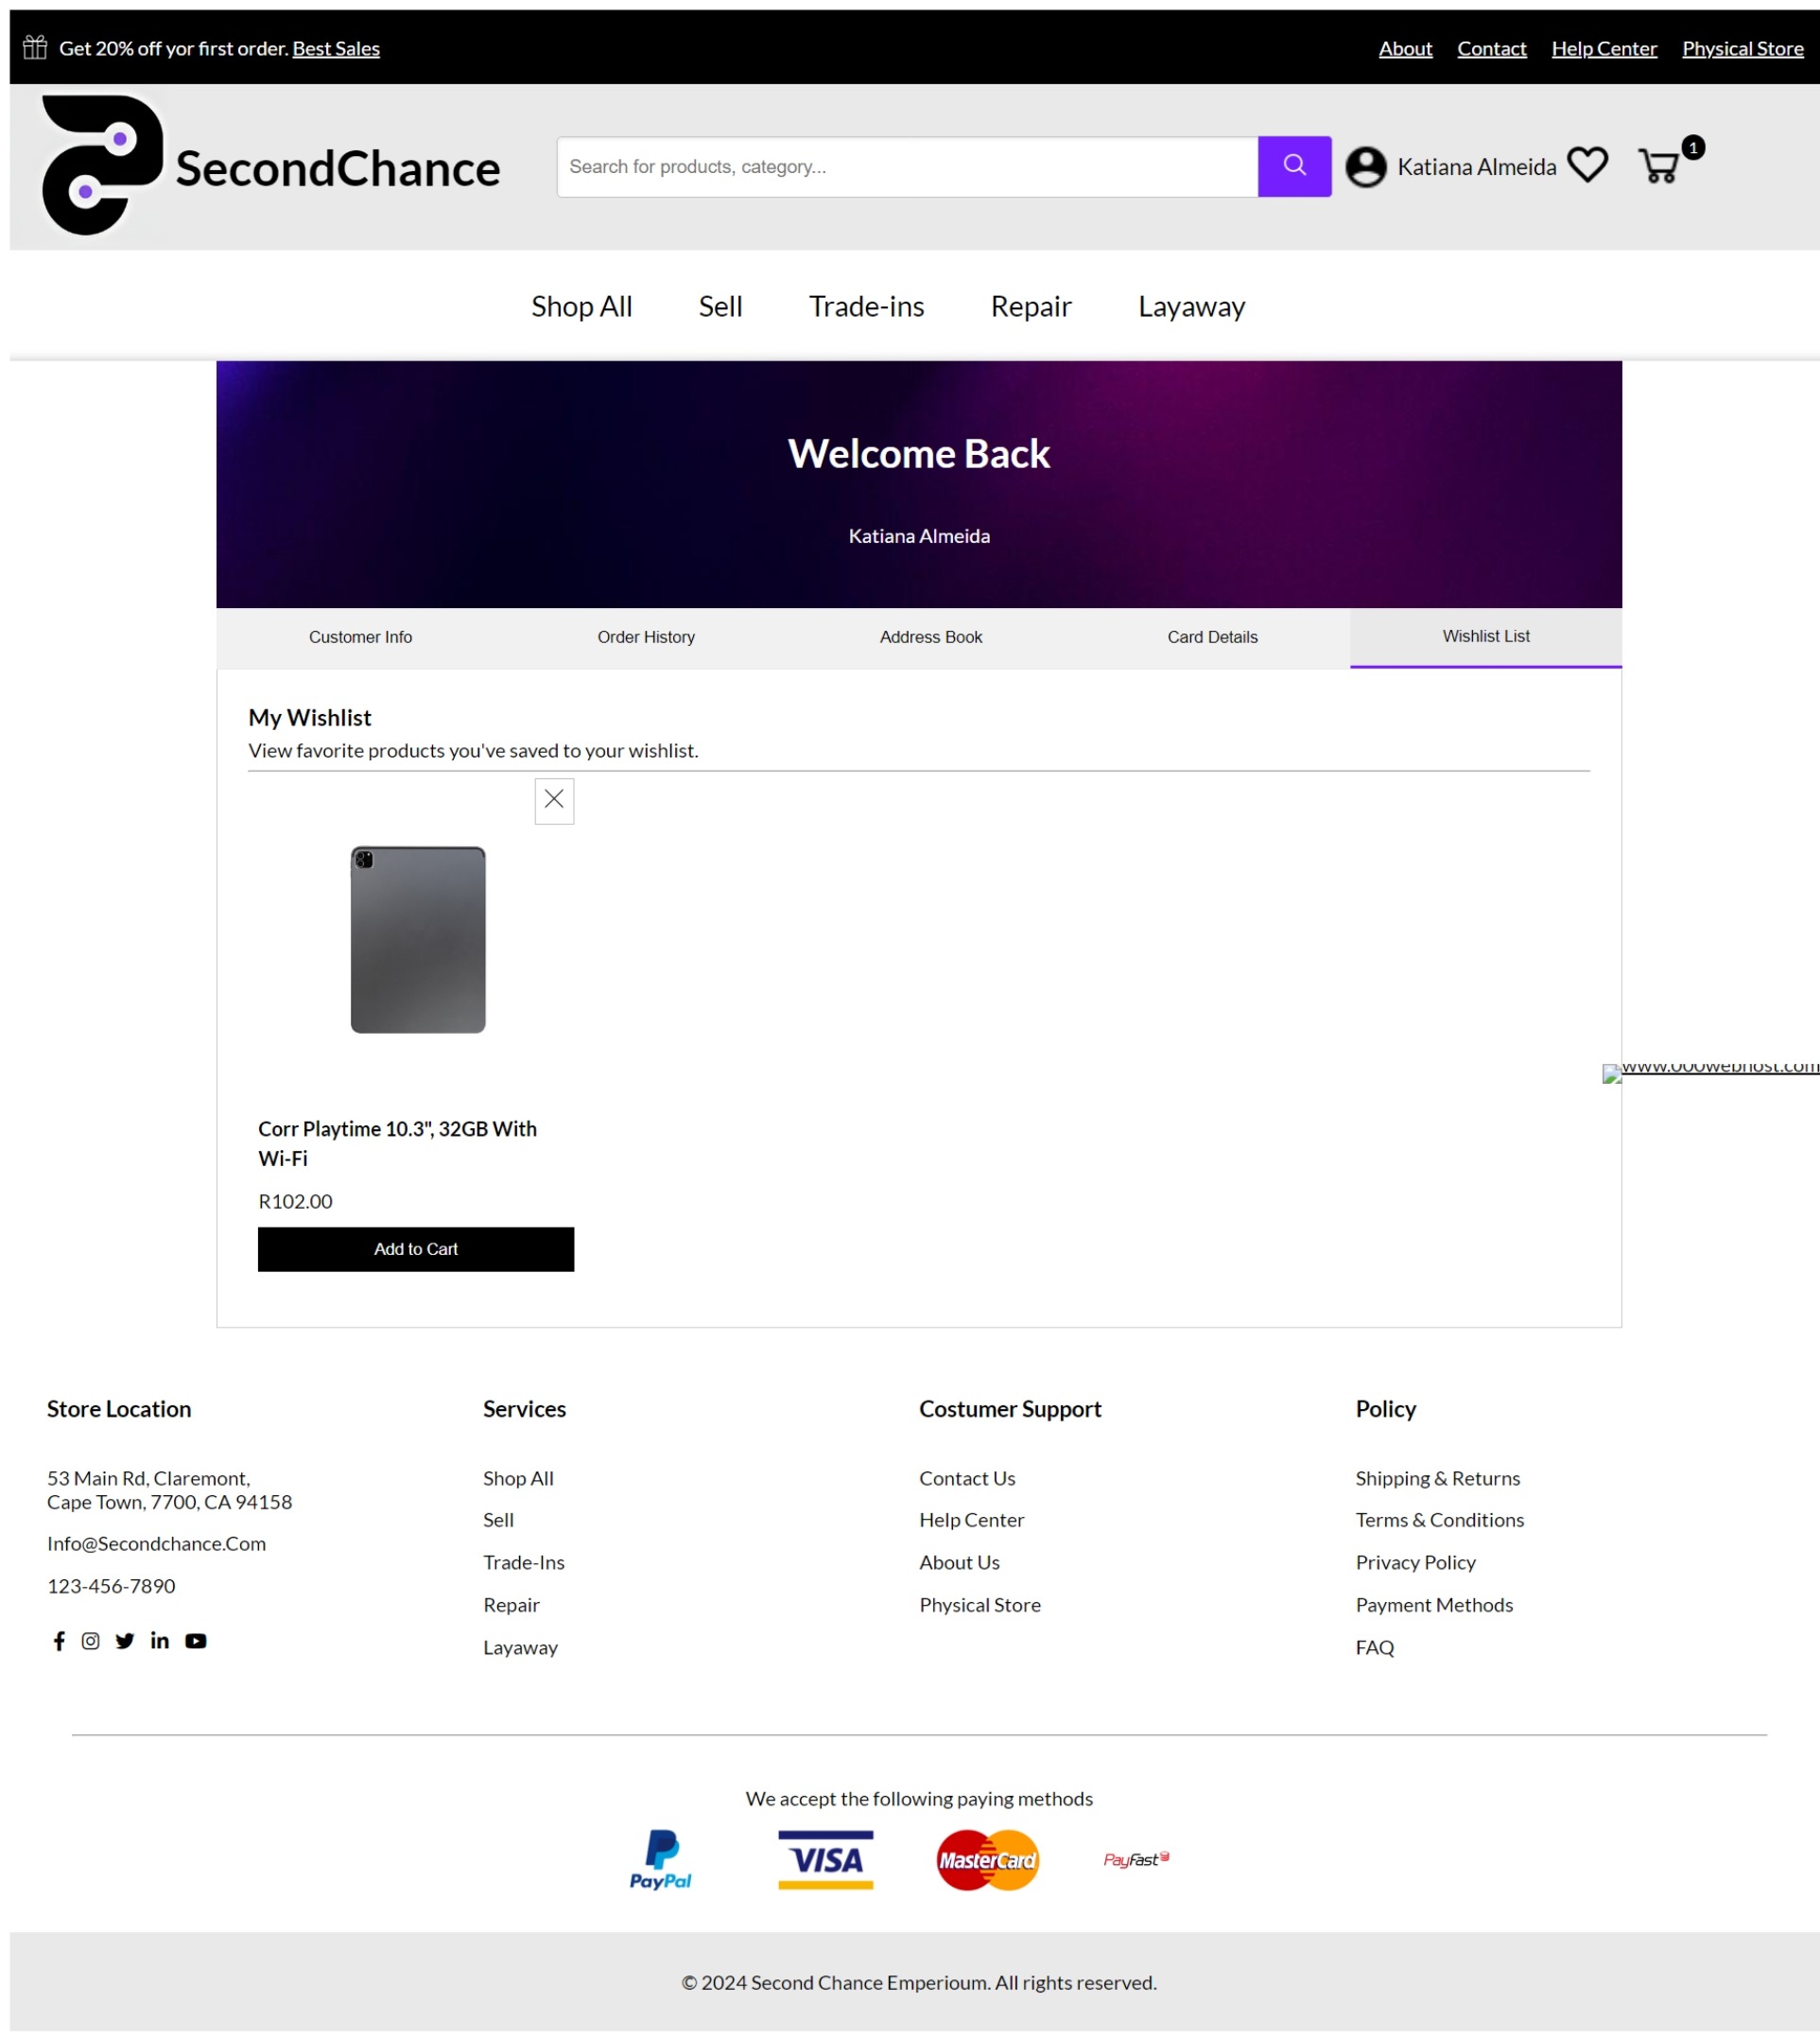 Get 20% off yor first order. Best Sales
About Contact Help Center Physical Store
SecondChance
Search for products, category...
Katiana Almeida
1
Shop All Sell Trade-ins Repair Layaway
Welcome Back
Katiana Almeida
Customer Info Order History Address Book Card Details Wishlist List
My Wishlist
View favorite products you've saved to your wishlist.
www.000webhost.com
Corr Playtime 10.3", 32GB With
Wi-Fi
R102.00
Add to Cart
Store Location
53 Main Rd, Claremont,
Cape Town, 7700, CA 94158
Info@Secondchance.Com
123-456-7890
Services
Shop All
Sell
Trade-Ins
Repair
Layaway
Costumer Support
Contact Us
Help Center
About Us
Physical Store
Policy
Shipping & Returns
Terms & Conditions
Privacy Policy
Payment Methods
FAQ
We accept the following paying methods
PayPal VISA MasterCard PayFast
© 2024 Second Chance Emperioum. All rights reserved.